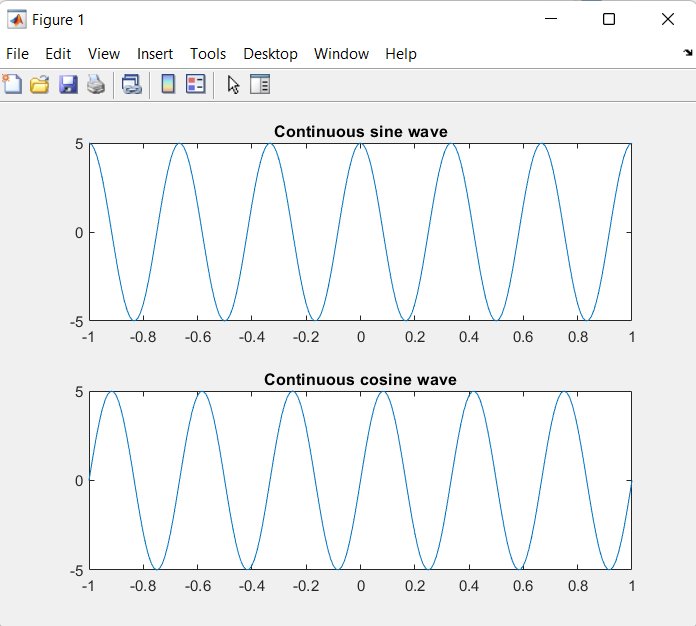 Figure 1
File Edit View Insert Tools Desktop Window Help
Continuous sine wave
5
0
-5
-1 -0.8 -0.6 -0.4 -0.2 0 0.2 0.4 0.6 0.8 1
Continuous cosine wave
5
0
-5
-1 -0.8 -0.6 -0.4 -0.2 0 0.2 0.4 0.6 0.8 1